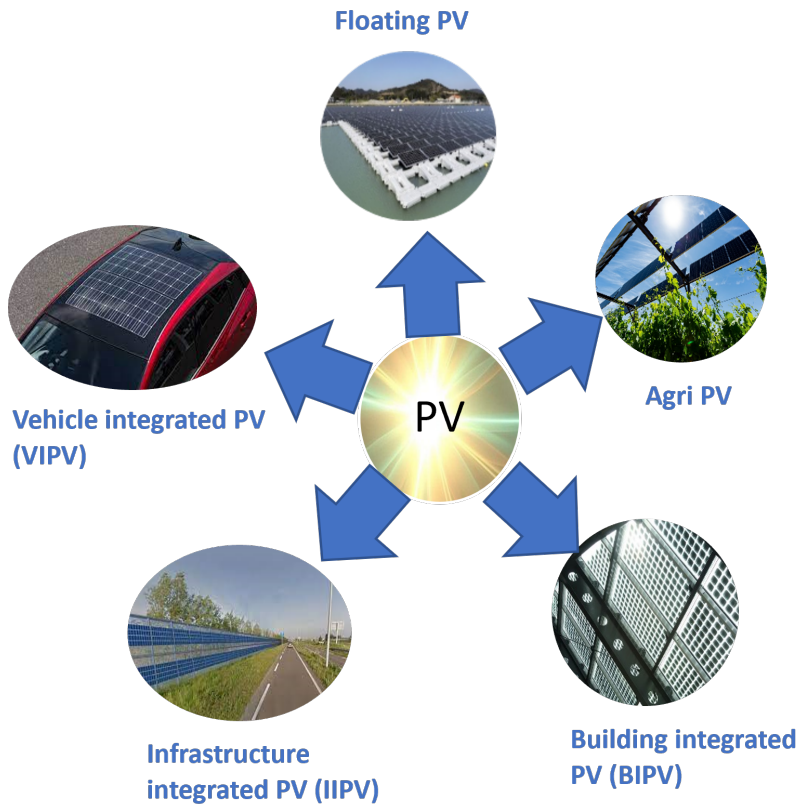 Floating PV
Agri PV
Vehicle integrated PV
(VIPV)
PV
Infrastructure
integrated PV (IIPV)
Building integrated
PV (BIPV)